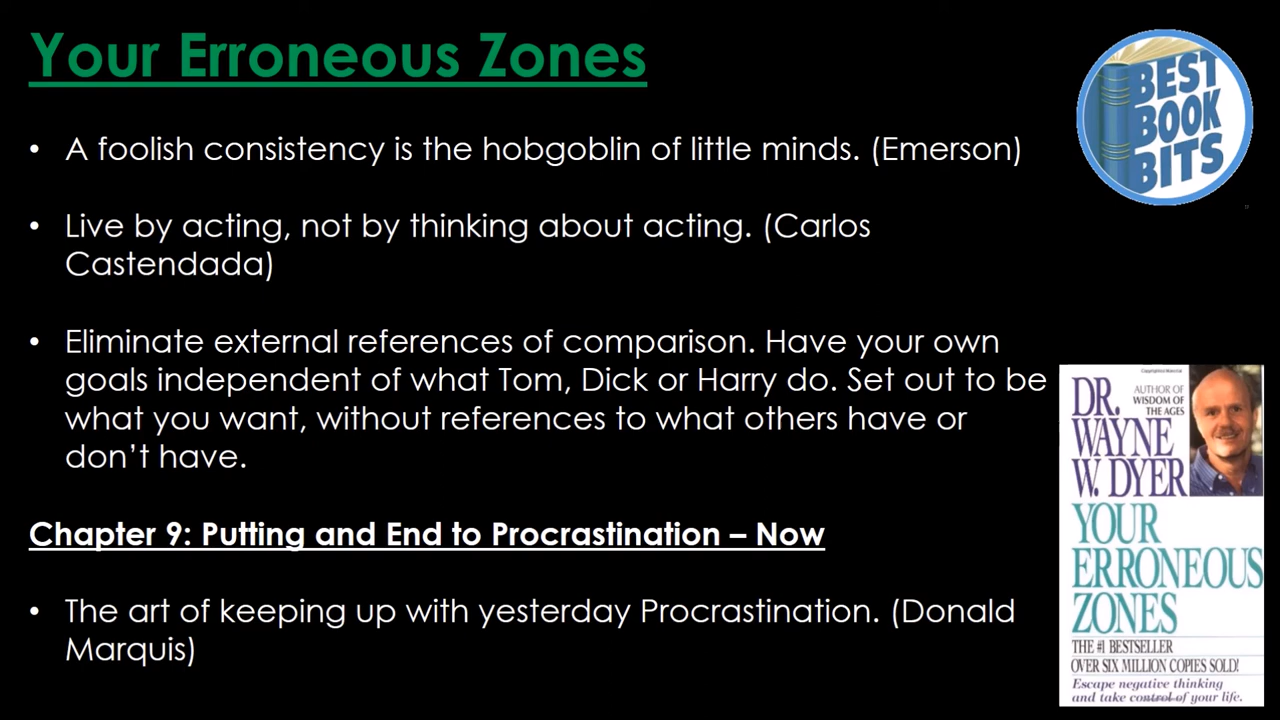 Your Erroneous Zones
BEST
BOOK
BITS
• A foolish consistency is the hobgoblin of little minds. (Emerson)
• Live by acting, not by thinking about acting. (Carlos
Castendada)
• Eliminate external references of comparison. Have your own
goals independent of what Tom, Dick or Harry do. Set out to be
what you want, without references to what others have or
don’t have.
Chapter 9: Putting and End to Procrastination – Now
• The art of keeping up with yesterday Procrastination. (Donald
Marquis)
Copyrighted Material
DR.
WAYNE
W. DYER
AUTHOR OF
WISDOM OF
THE AGES
YOUR
ERRONEOUS
ZONES
THE #1 BESTSELLER
OVER SIX MILLION COPIES SOLD!
Escape negative thinking
and take control of your life.